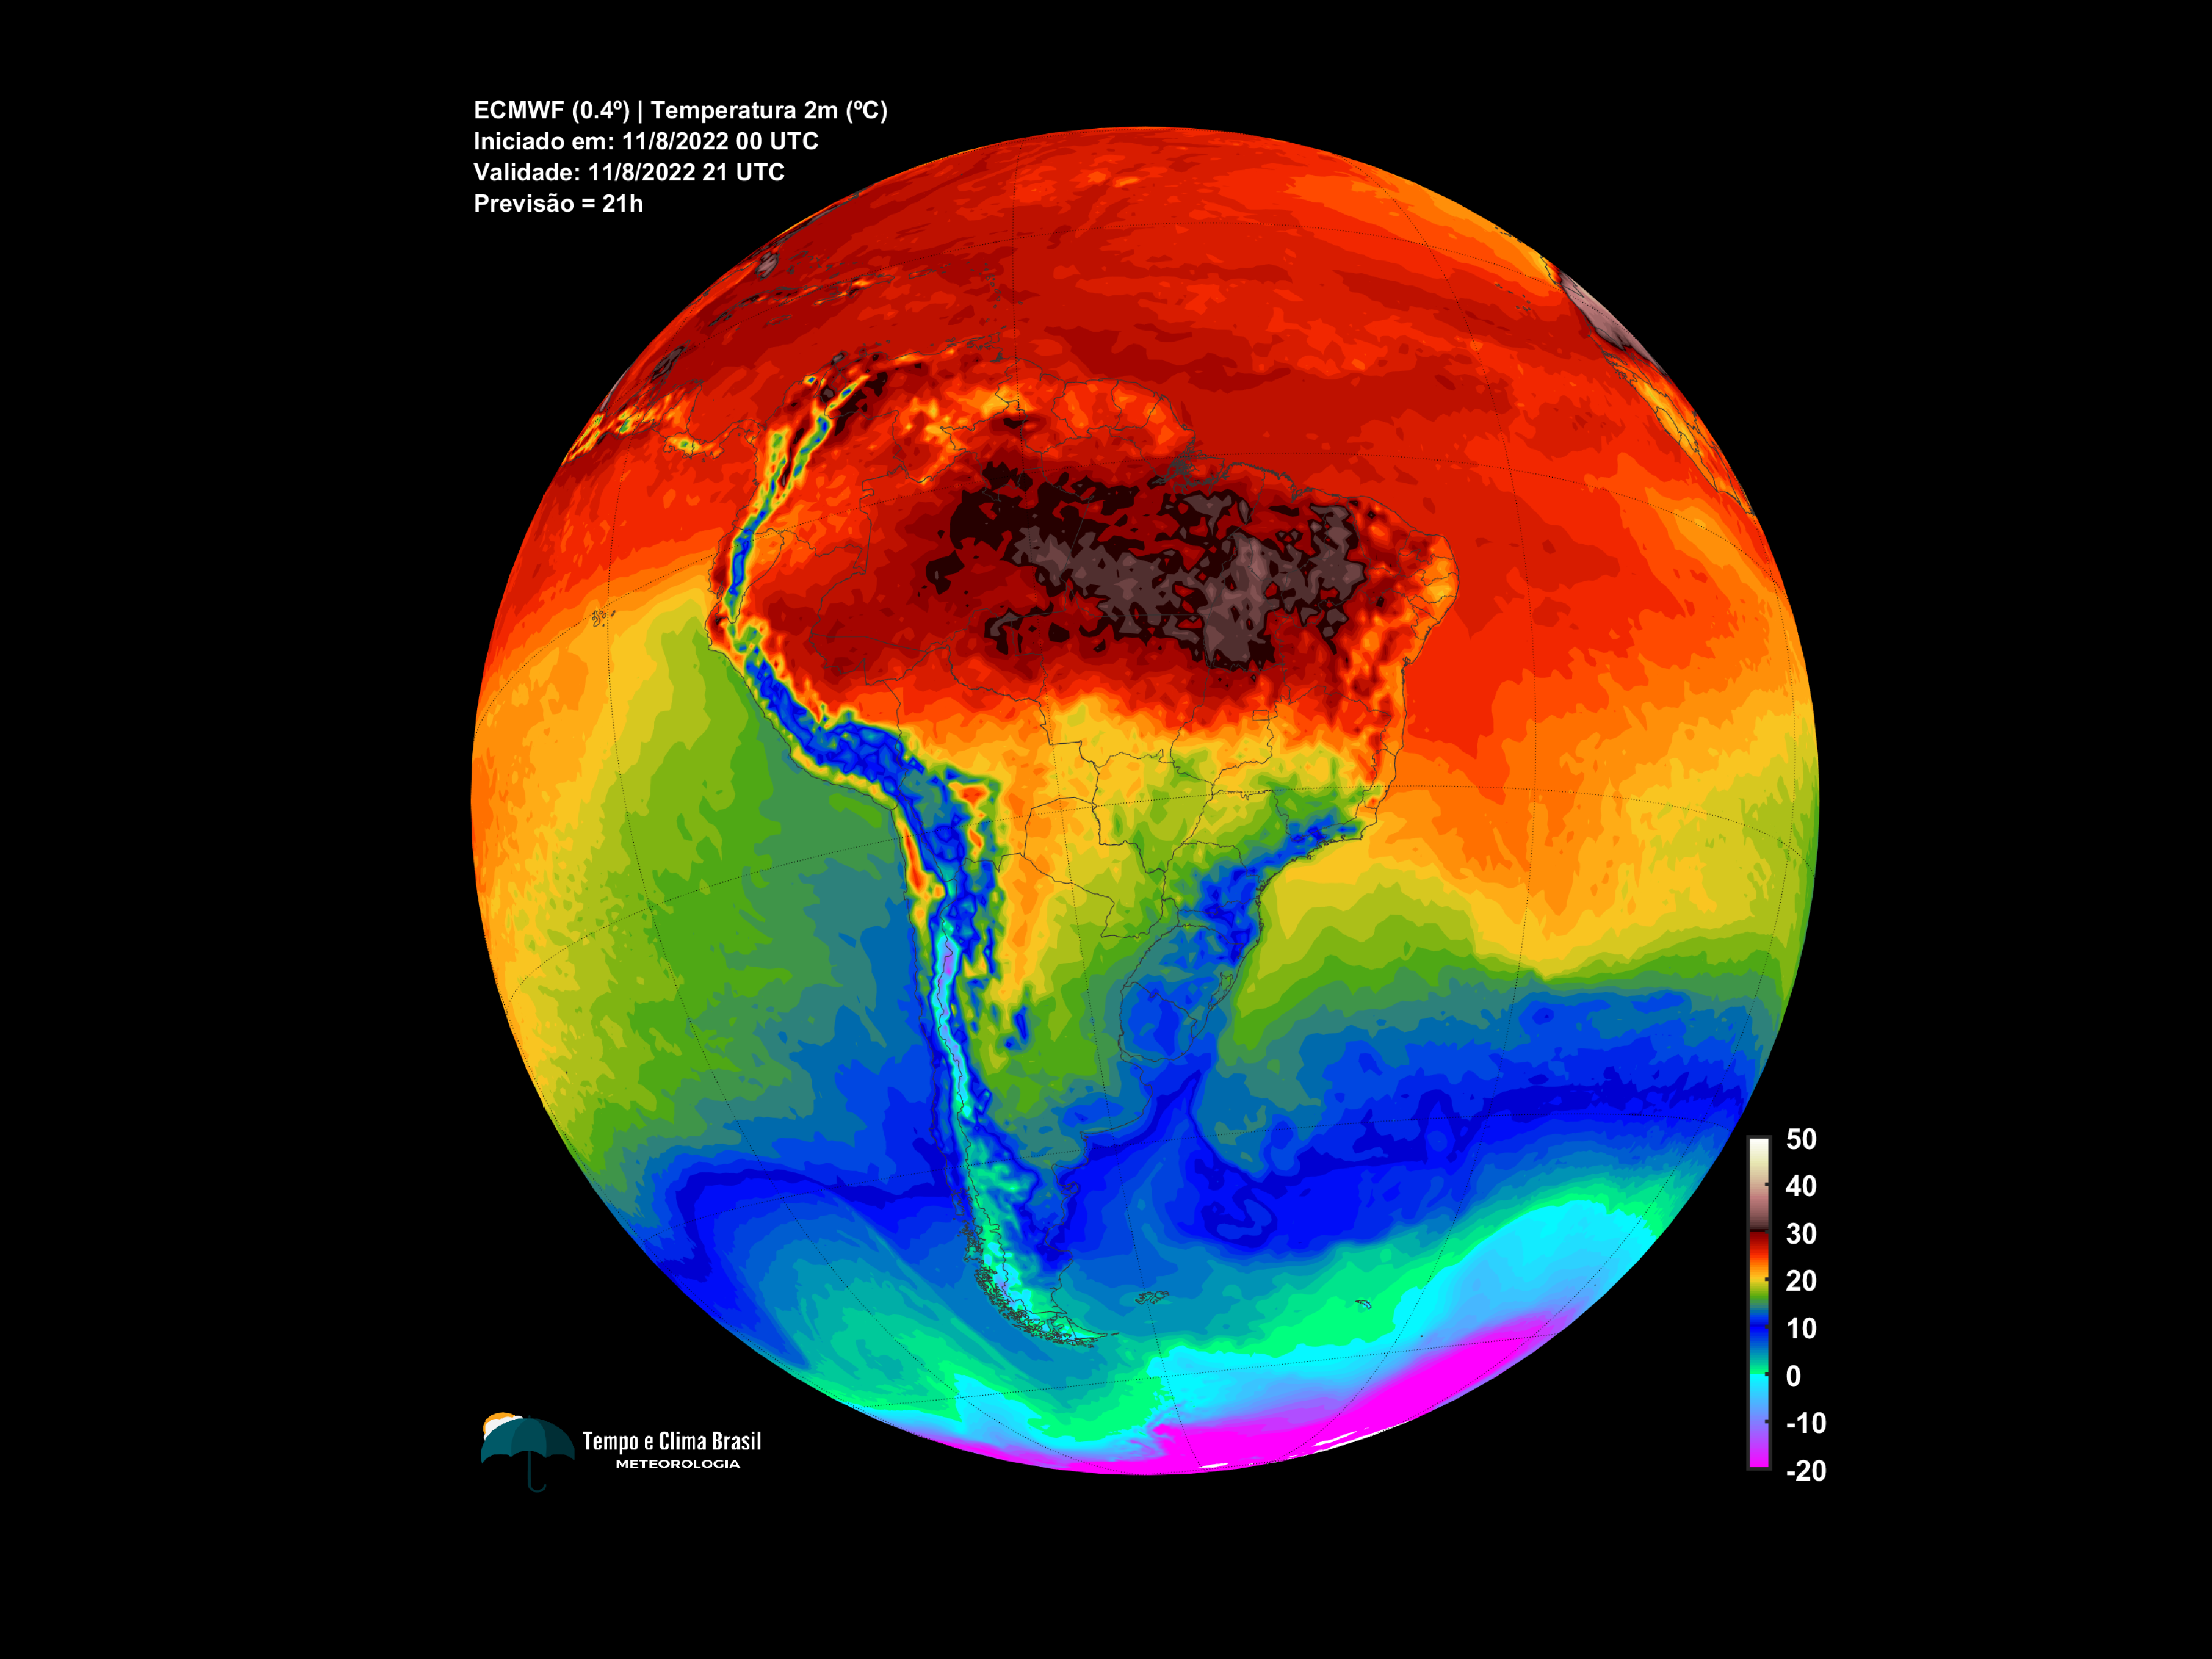 ECMWF (0.4º) | Temperatura 2m (ºC)
Iniciado em: 11/8/2022 00 UTC
Validade: 11/8/2022 21 UTC
Previsão = 21h
50
40
30
20
10
0
-10
-20
Tempo e Clima Brasil
METEOROLOGIA